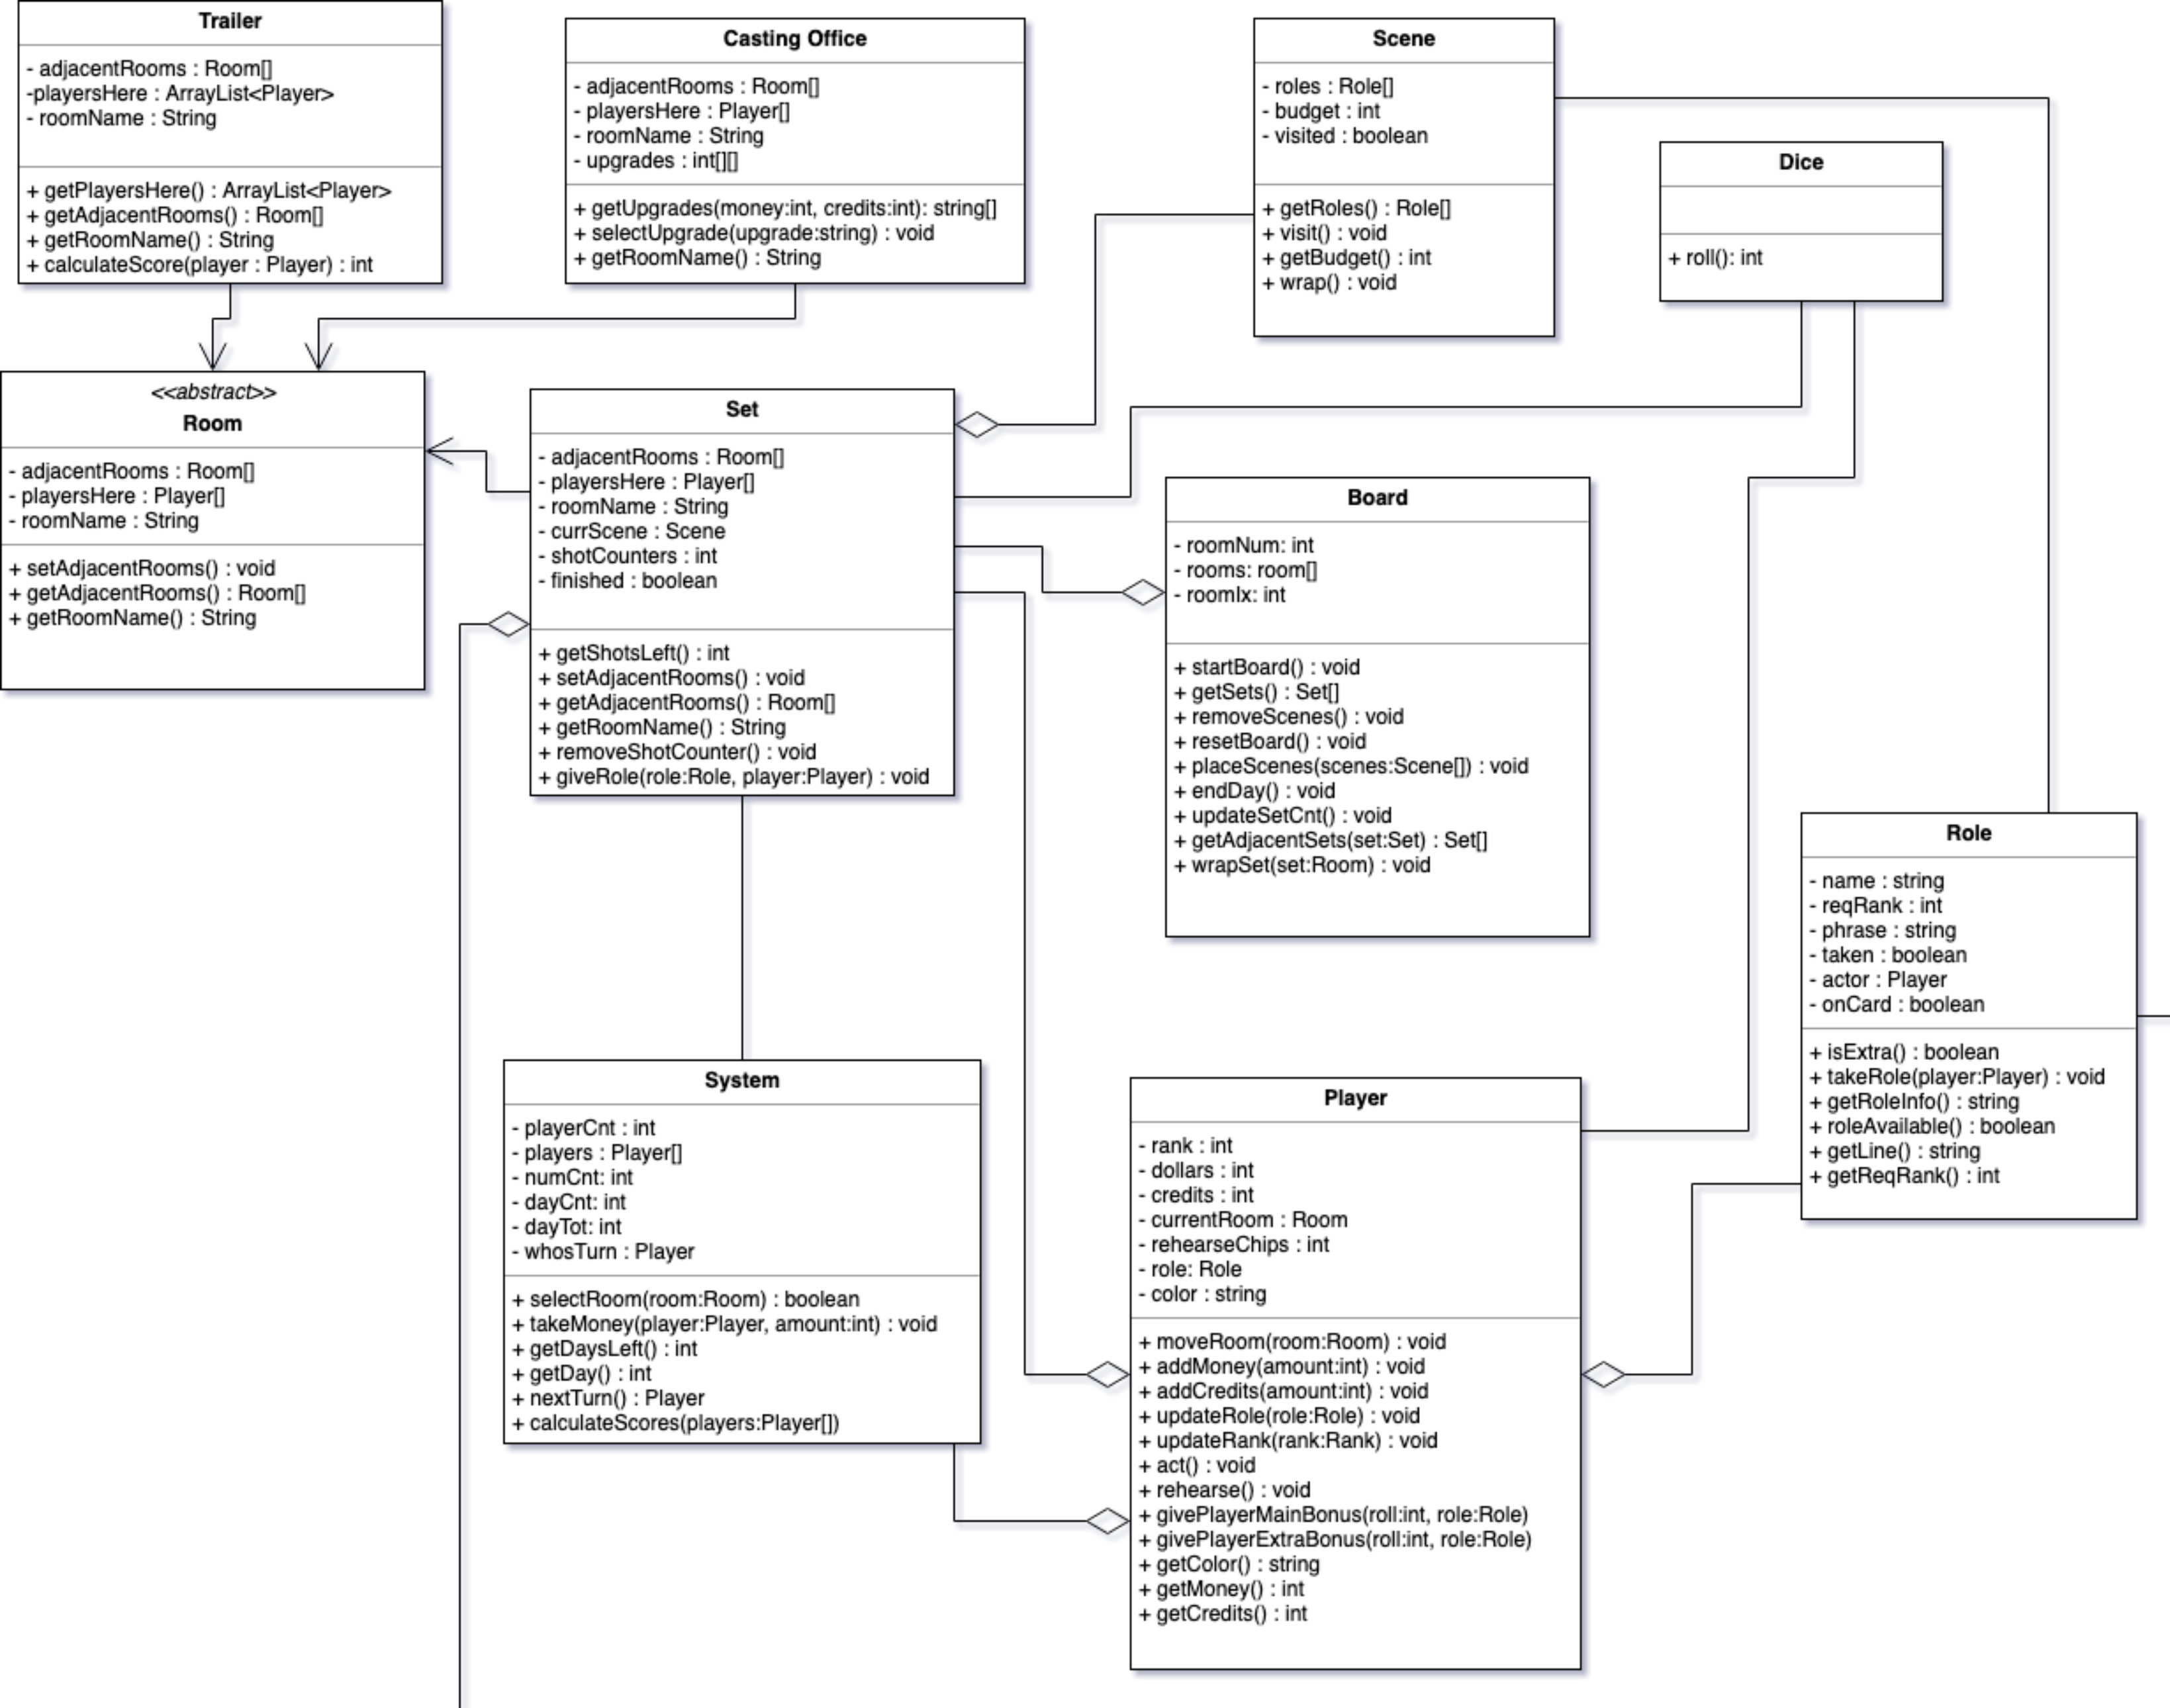 Trailer
- adjacentRooms : Room[]
-playersHere : ArrayList<Player>
- roomName : String
+ getPlayersHere() : ArrayList<Player>
+ getAdjacentRooms() : Room[]
+ getRoomName() : String
+ calculateScore(player : Player) : int
Casting Office
- adjacentRooms : Room[]
- playersHere : Player[]
- roomName : String
- upgrades : int[][]
+ getUpgrades(money:int, credits:int): string[]
+ selectUpgrade(upgrade:string) : void
+ getRoomName() : String
Scene
- roles : Role[]
- budget : int
- visited : boolean
+ getRoles() : Role[]
+ visit() : void
+ getBudget() : int
+ wrap() : void
Dice
+ roll(): int
<<abstract>>
Room
- adjacentRooms : Room[]
- playersHere : Player[]
- roomName : String
+ setAdjacentRooms() : void
+ getAdjacentRooms() : Room[]
+ getRoomName() : String
Set
- adjacentRooms : Room[]
- playersHere : Player[]
- roomName : String
- currScene : Scene
- shotCounters : int
- finished : boolean
+ getShotsLeft() : int
+ setAdjacentRooms() : void
+ getAdjacentRooms() : Room[]
+ getRoomName() : String
+ removeShotCounter() : void
+ giveRole(role:Role, player:Player) : void
Board
- roomNum: int
- rooms: room[]
- roomIx: int
+ startBoard() : void
+ getSets() : Set[]
+ removeScenes() : void
+ resetBoard() : void
+ placeScenes(scenes:Scene[]) : void
+ endDay() : void
+ updateSetCnt() : void
+ getAdjacentSets(set:Set) : Set[]
+ wrapSet(set:Room) : void
Role
- name : string
- reqRank : int
- phrase : string
- taken : boolean
- actor : Player
- onCard : boolean
+ isExtra() : boolean
+ takeRole(player:Player) : void
+ getRoleInfo() : string
+ roleAvailable() : boolean
+ getLine() : string
+ getReqRank() : int
System
- playerCnt : int
- players : Player[]
- numCnt: int
- dayCnt: int
- dayTot: int
- whosTurn : Player
+ selectRoom(room:Room) : boolean
+ takeMoney(player:Player, amount:int) : void
+ getDaysLeft() : int
+ getDay() : int
+ nextTurn() : Player
+ calculateScores(players:Player[])
Player
- rank : int
- dollars : int
- credits : int
- currentRoom : Room
- rehearseChips : int
- role: Role
- color : string
+ moveRoom(room:Room) : void
+ addMoney(amount:int) : void
+ addCredits(amount:int) : void
+ updateRole(role:Role) : void
+ updateRank(rank:Rank) : void
+ act() : void
+ rehearse() : void
+ givePlayerMainBonus(roll:int, role:Role)
+ givePlayerExtraBonus(roll:int, role:Role)
+ getColor() : string
+ getMoney() : int
+ getCredits() : int